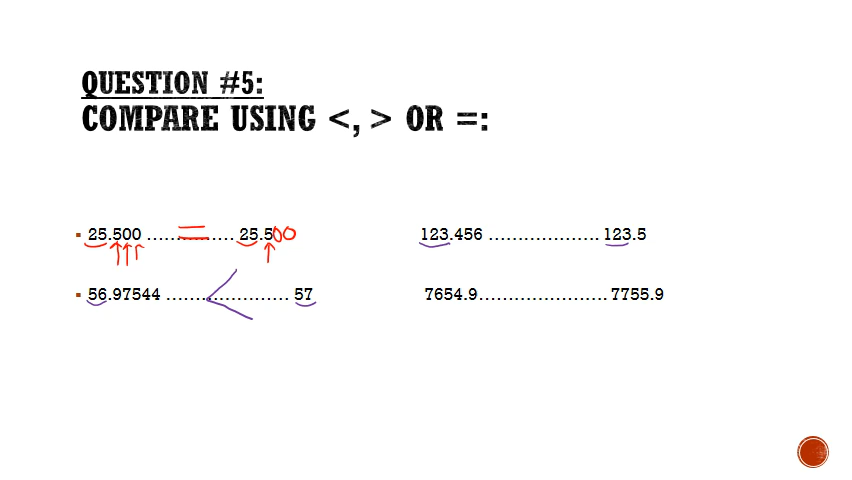 QUESTION #5:
COMPARE USING <, > OR =:
▪ 25.500 ............... = 25.500 123.456 ................... 123.5
▪ 56.97544 .......<............. 57 7654.9...................... 7755.9